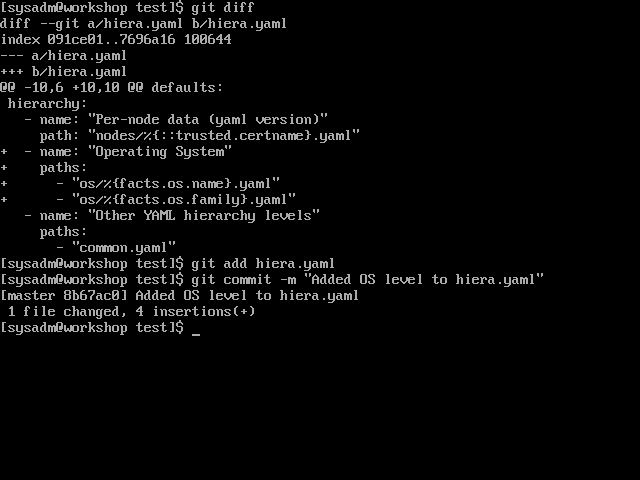 [sysadm@workshop test]$ git diff
diff --git a/hiera.yaml b/hiera.yaml
index 091ce01..7696a16 100644
--- a/hiera.yaml
+++ b/hiera.yaml
@@ -10,6 +10,10 @@ defaults:
 hierarchy:
   - name: "Per-node data (yaml version)"
     path: "nodes/%{::trusted.certname}.yaml"
+  - name: "Operating System"
+    paths:
+      - "os/%{facts.os.name}.yaml"
+      - "os/%{facts.os.family}.yaml"
   - name: "Other YAML hierarchy levels"
     paths:
       - "common.yaml"
[sysadm@workshop test]$ git add hiera.yaml
[sysadm@workshop test]$ git commit -m "Added OS level to hiera.yaml"
[master 8b67ac0] Added OS level to hiera.yaml
 1 file changed, 4 insertions(+)
[sysadm@workshop test]$ _